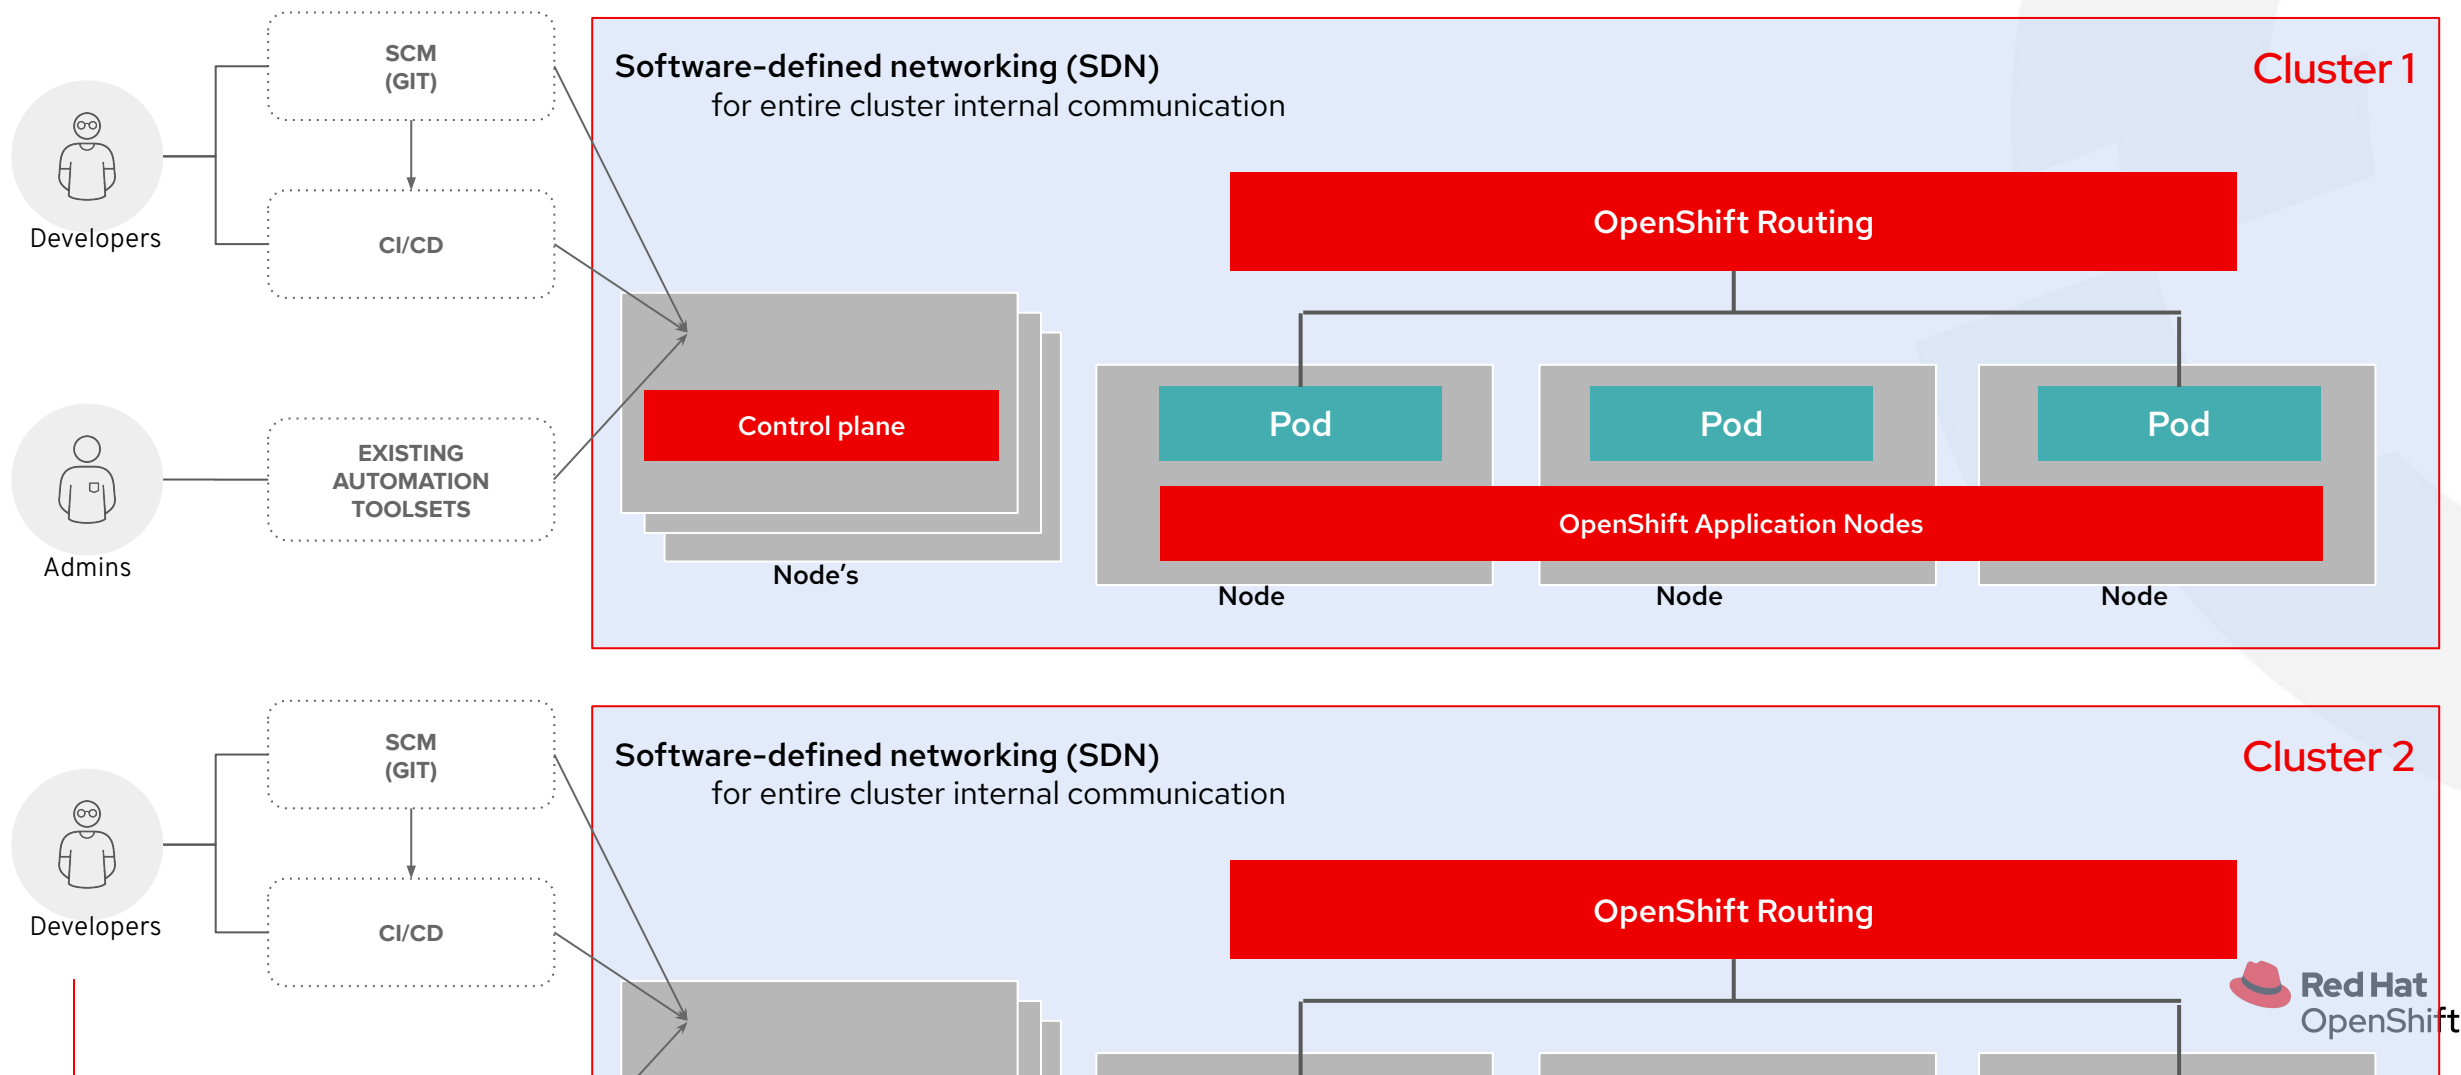 SCM
(GIT)
Software-defined networking (SDN)
for entire cluster internal communication
Cluster 1
OpenShift Routing
Developers
CI/CD
Control plane
Pod
Pod
Pod
EXISTING
AUTOMATION
TOOLSETS
OpenShift Application Nodes
Admins
Node’s
Node
Node
Node
SCM
(GIT)
Software-defined networking (SDN)
for entire cluster internal communication
Cluster 2
OpenShift Routing
Developers
CI/CD
Red Hat
OpenShift